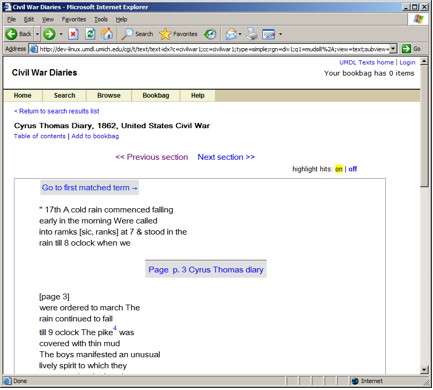 Civil War Diaries - Microsoft Internet Explorer
File Edit View Favorites Tools Help
Back Search Favorites
Address http://dev-linux.umdl.umich.edu/cgi/t/text/text-idx?c=civilwar1;cc=civilwar1;type=simple;rgn=div1;q1=mudsill%2A;view=text;subview= Go
UMDL Texts home | Login
Civil War Diaries
Your bookbag has 0 items
Home Search Browse Bookbag Help
< Return to search results list
Cyrus Thomas Diary, 1862, United States Civil War
Table of contents | Add to bookbag
<< Previous section Next section >>
highlight hits: on | off
Go to first matched term →
" 17th A cold rain commenced falling
early in the morning Were called
into ramks [sic, ranks] at 7 & stood in the
rain till 8 oclock when we
Page p. 3 Cyrus Thomas diary
[page 3]
were ordered to march The
rain continued to fall
till 9 oclock The pike4 was
covered with thin mud
The boys manifested an unusual
lively spirit to which they
Done Internet